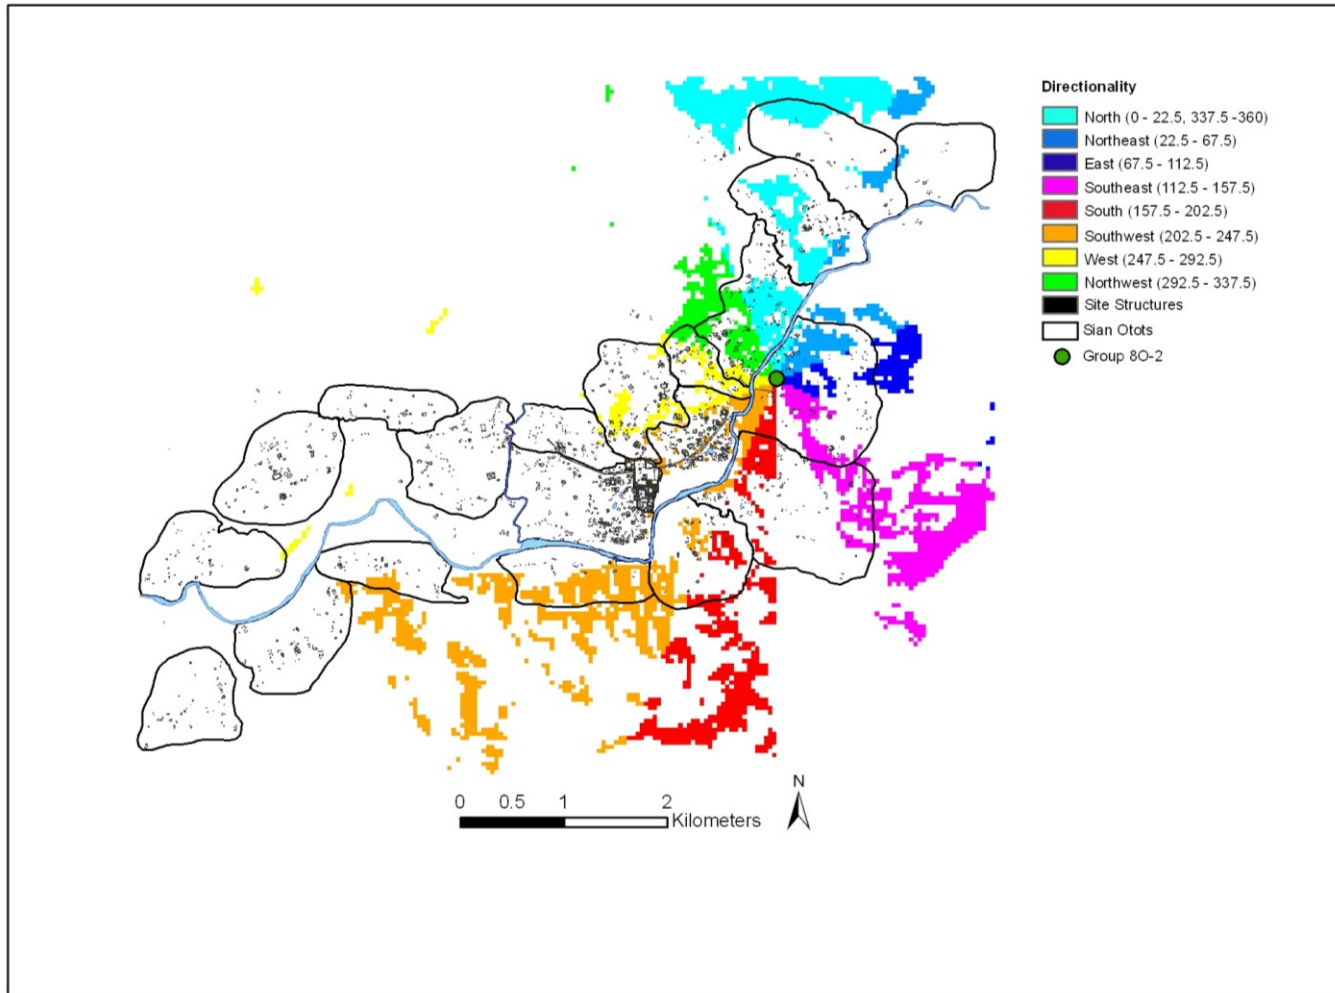 Directionality
North (0 - 22.5, 337.5 -360)
Northeast (22.5 - 67.5)
East (67.5 - 112.5)
Southeast (112.5 - 157.5)
South (157.5 - 202.5)
Southwest (202.5 - 247.5)
West (247.5 - 292.5)
Northwest (292.5 - 337.5)
Site Structures
Sian Otots
Group 8O-2
N
0 0.5 1 2
Kilometers